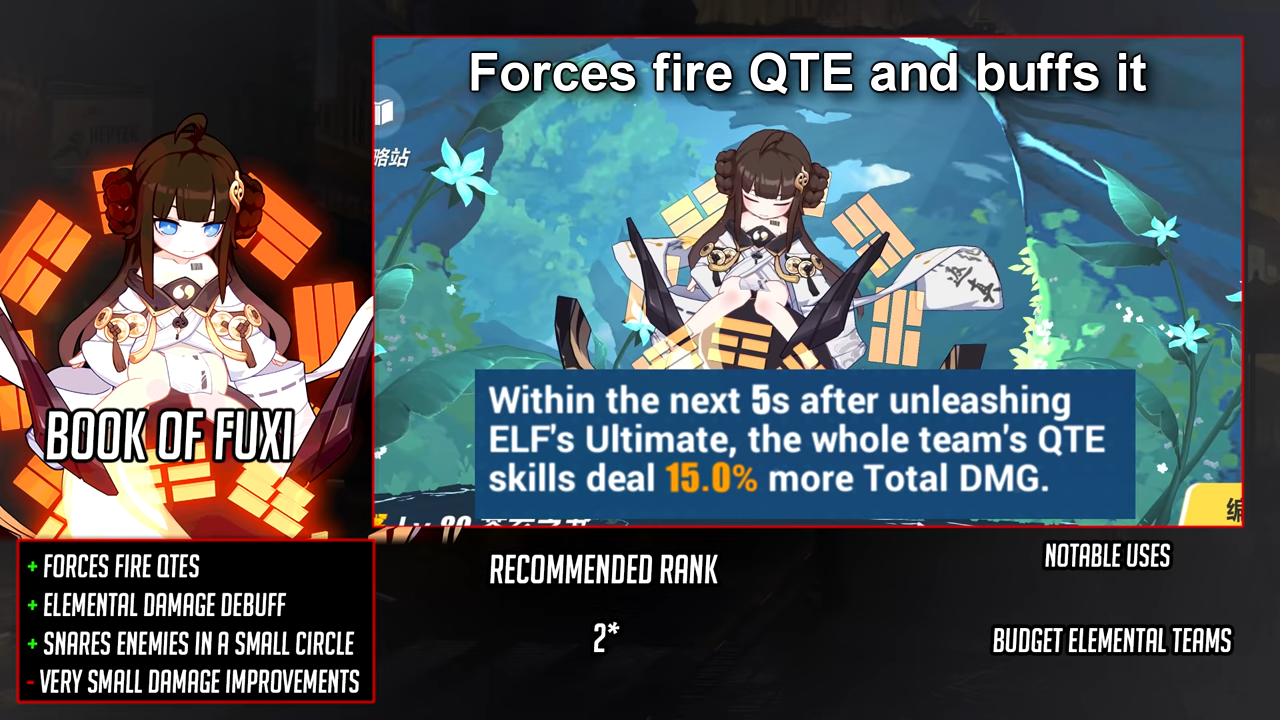 Forces fire QTE and buffs it
略站
Within the next 5s after unleashing
ELF's Ultimate, the whole team's QTE
skills deal 15.0% more Total DMG.
BOOK OF FUXI
+ FORCES FIRE QTES
+ ELEMENTAL DAMAGE DEBUFF
+ SNARES ENEMIES IN A SMALL CIRCLE
- VERY SMALL DAMAGE IMPROVEMENTS
RECOMMENDED RANK
2*
NOTABLE USES
BUDGET ELEMENTAL TEAMS